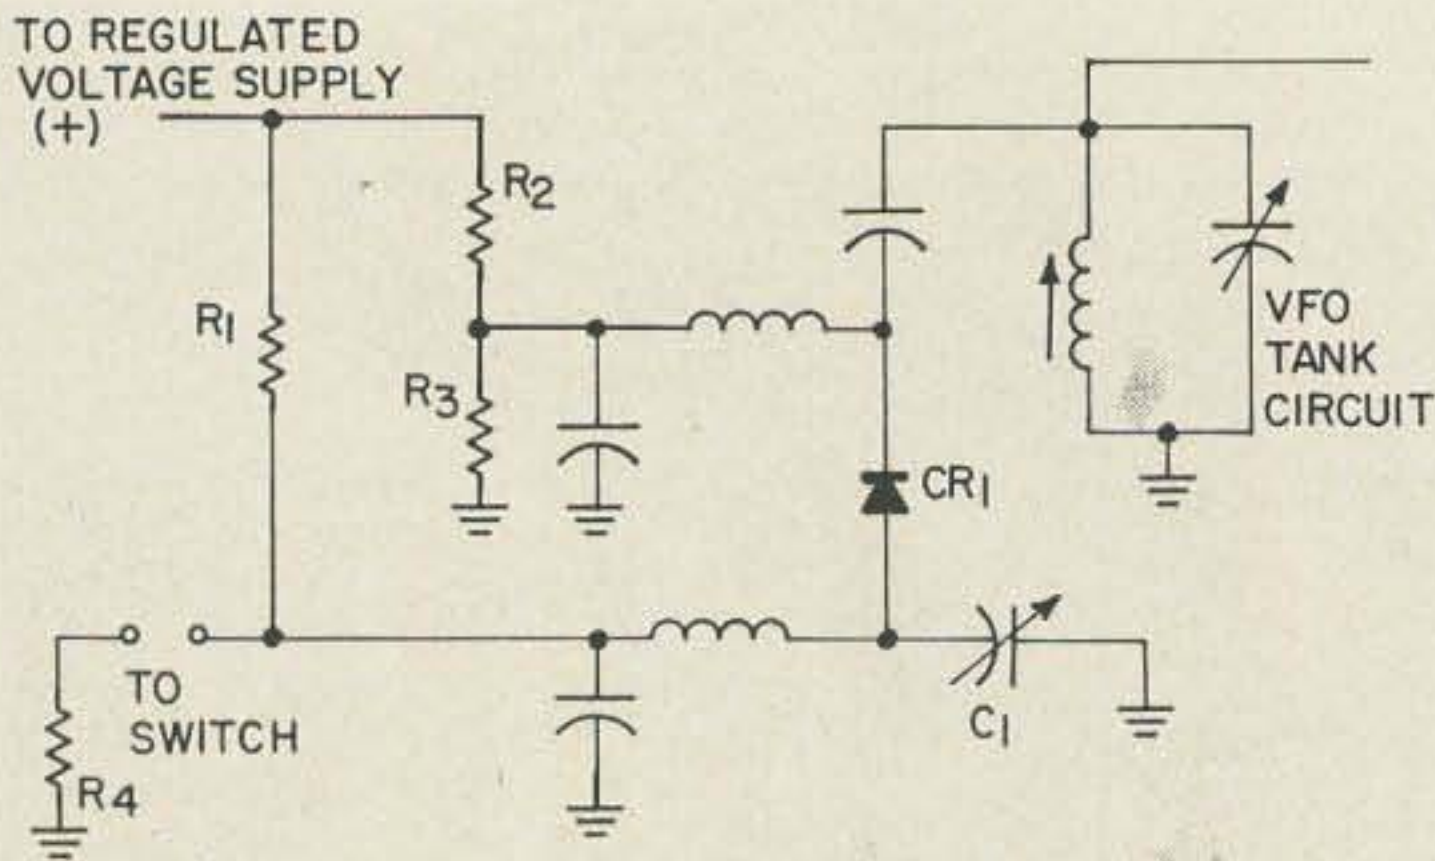 TO REGULATED
VOLTAGE SUPPLY
(+)
R2
R1
R3
VFO
TANK
CIRCUIT
CR1
TO
SWITCH
C1
R4